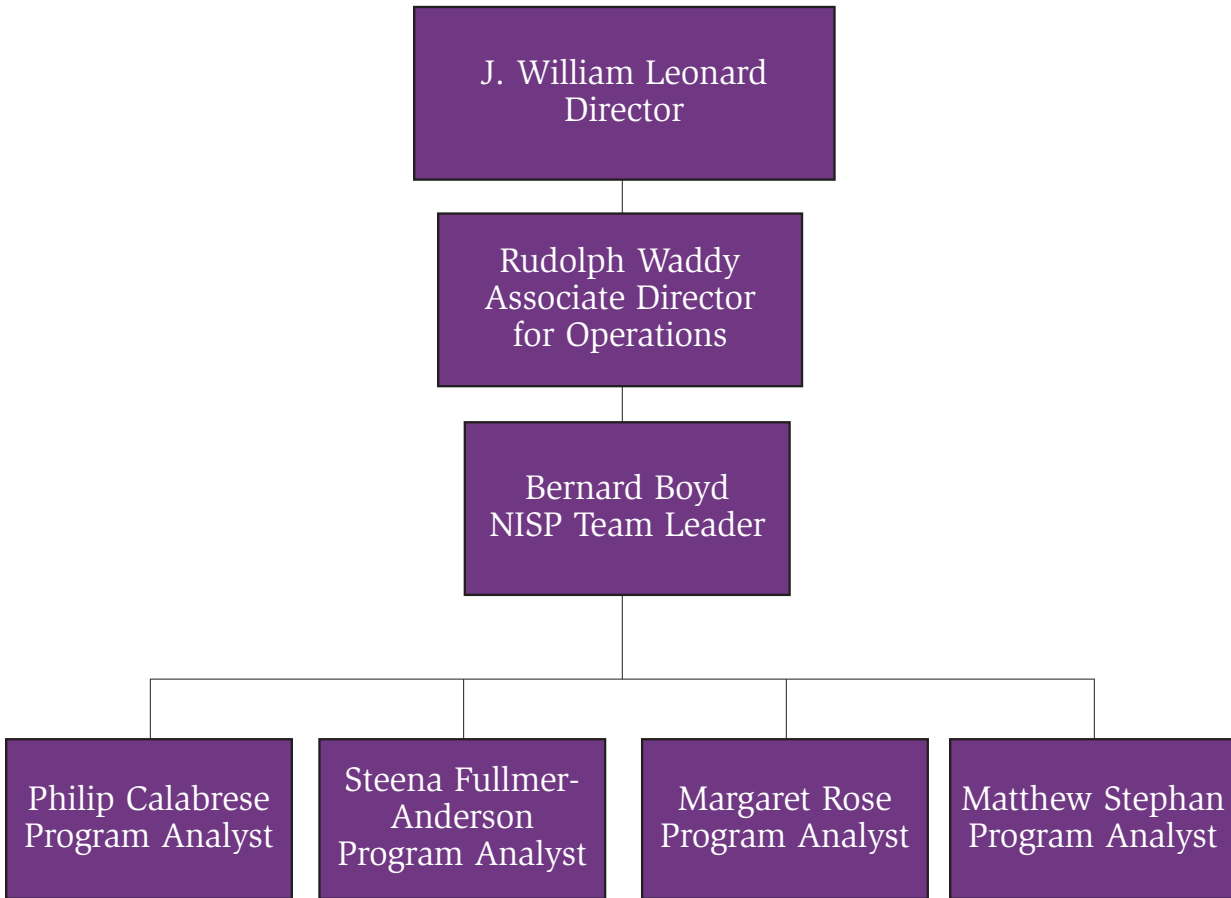 J. William Leonard
Director
Rudolph Waddy
Associate Director
for Operations
Bernard Boyd
NISP Team Leader
Philip Calabrese
Program Analyst
Steena Fullmer-
Anderson
Program Analyst
Margaret Rose
Program Analyst
Matthew Stephan
Program Analyst